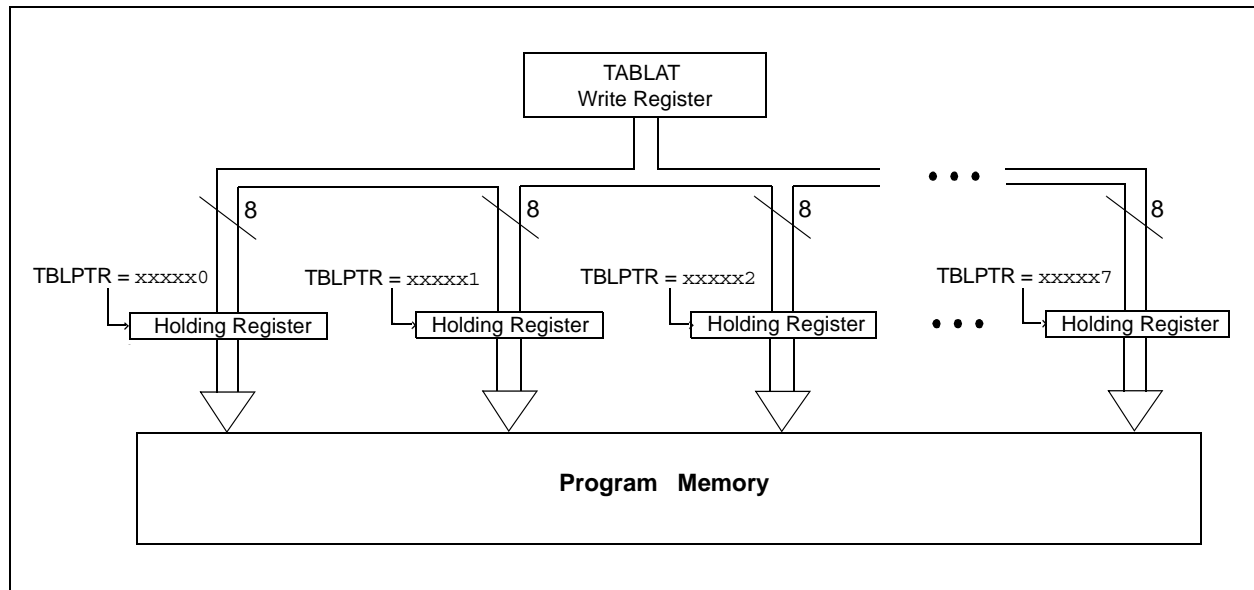 TABLAT
Write Register
8
8
8
8
TBLPTR = xxxxx0
TBLPTR = xxxxx1
TBLPTR = xxxxx2
TBLPTR = xxxxx7
Holding Register
Holding Register
Holding Register
Holding Register
Program Memory